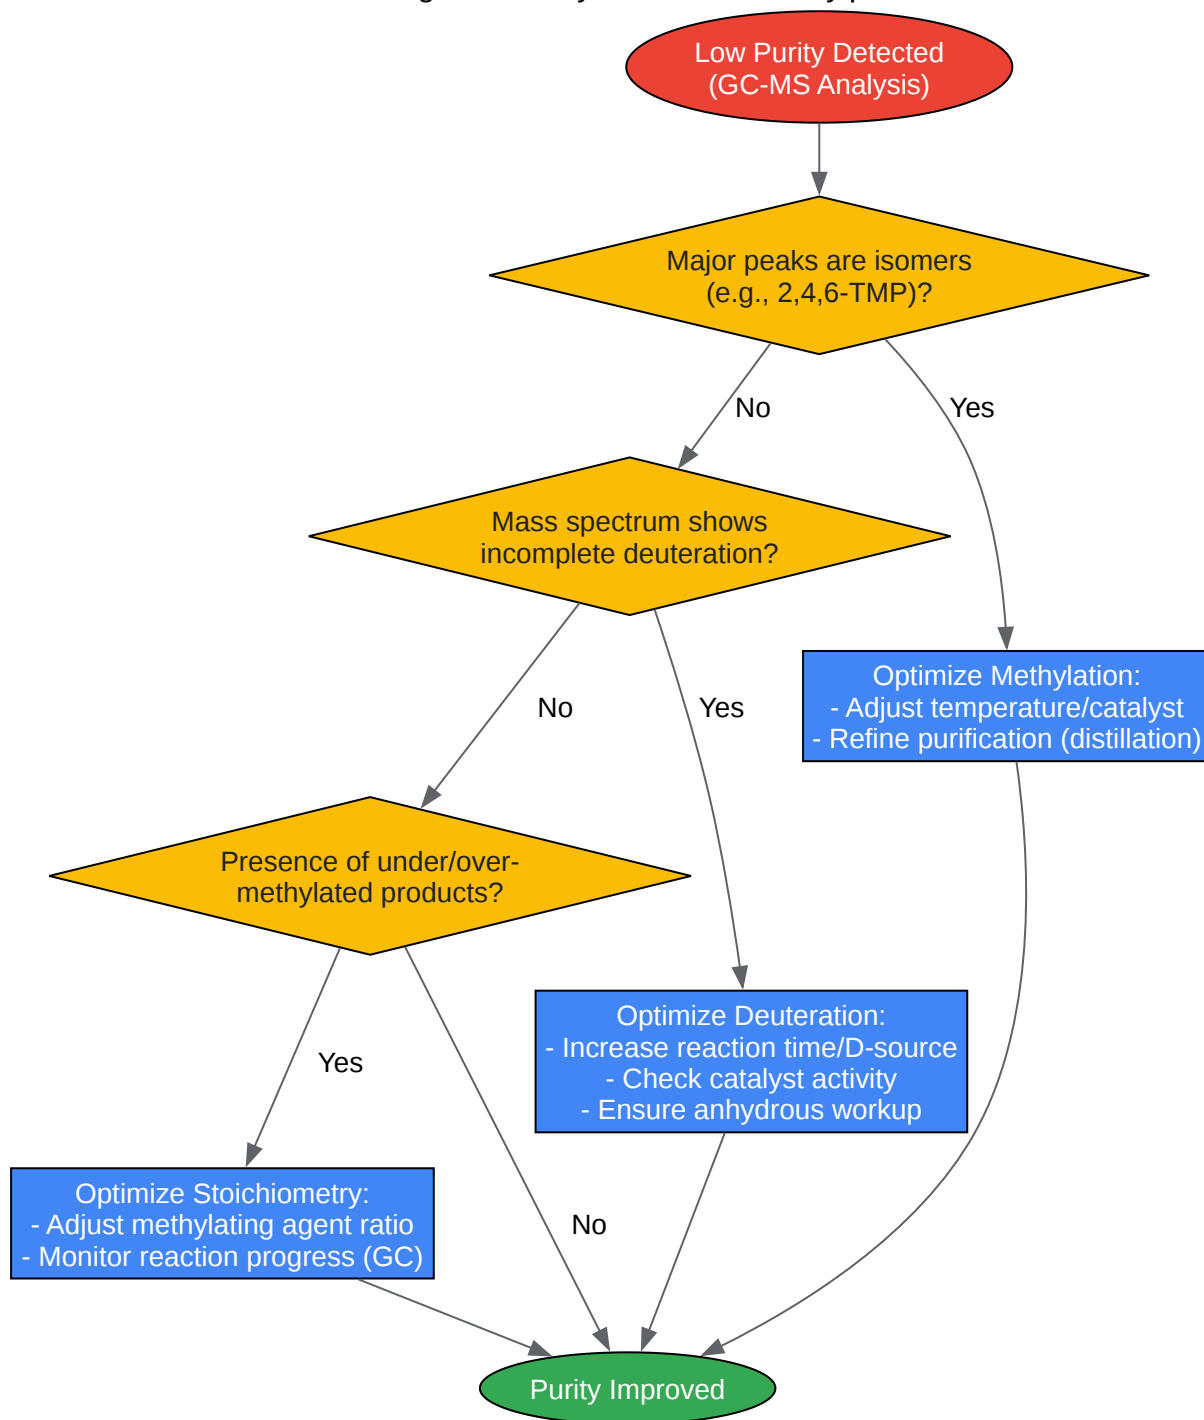 Low Purity Detected
(GC-MS Analysis)
Major peaks are isomers
(e.g., 2,4,6-TMP)?
No
Yes
Mass spectrum shows
incomplete deuteration?
No
Yes
Optimize Methylation:
- Adjust temperature/catalyst
- Refine purification (distillation)
Presence of under/over-
methylated products?
Optimize Deuteration:
- Increase reaction time/D-source
- Check catalyst activity
- Ensure anhydrous workup
Yes
No
Optimize Stoichiometry:
- Adjust methylating agent ratio
- Monitor reaction progress (GC)
Purity Improved